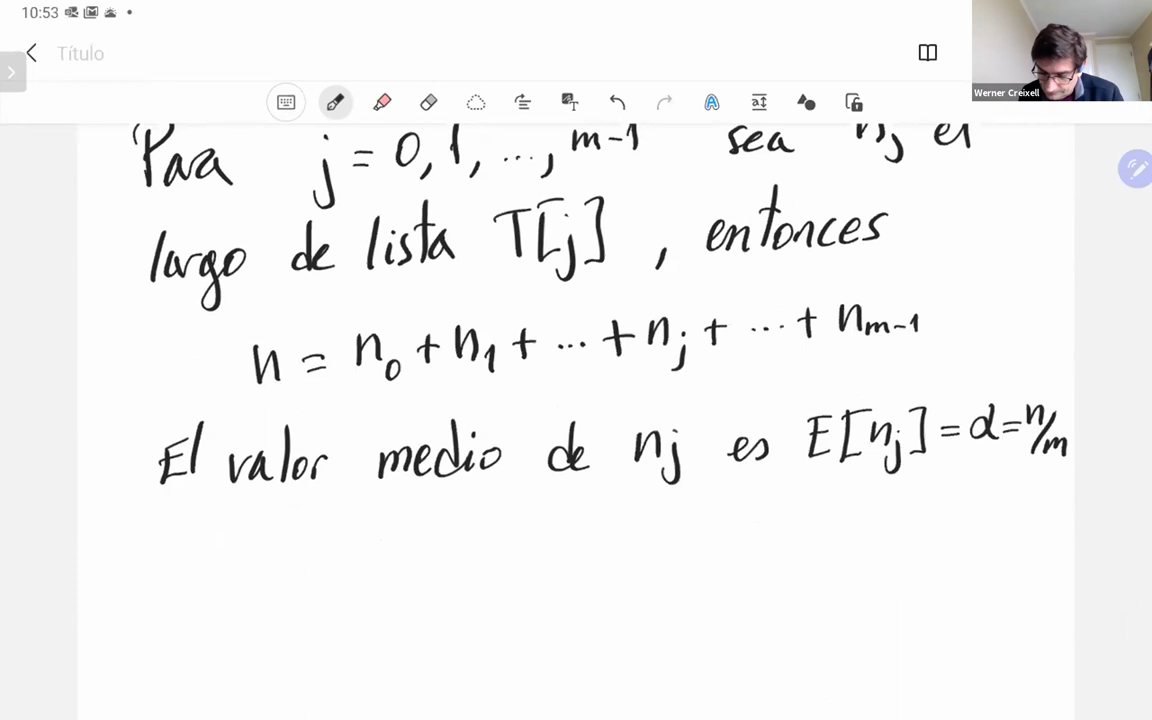 10:53
Título
Werner Creixell
Para j = 0, 1, ..., m-1 sea nj el
largo de lista T[j], entonces
n = n₀ + n₁ + ... + nj + ... + nm-1
El valor medio de nj es E[nj] = α = n/m